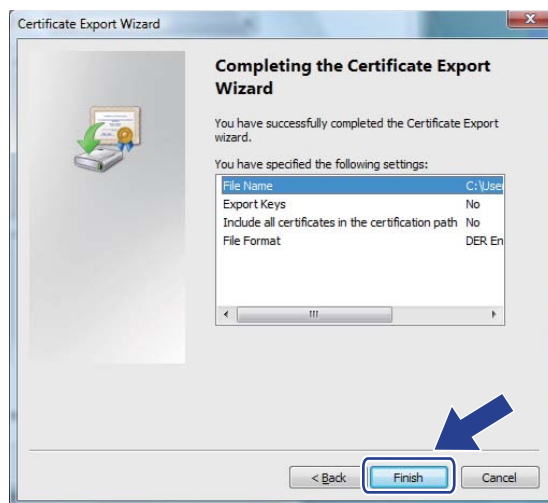 Certificate Export Wizard
Completing the Certificate Export
Wizard
You have successfully completed the Certificate Export
wizard.
You have specified the following settings:
File Name C:\User
Export Keys No
Include all certificates in the certification path No
File Format DER En
< Back Finish Cancel